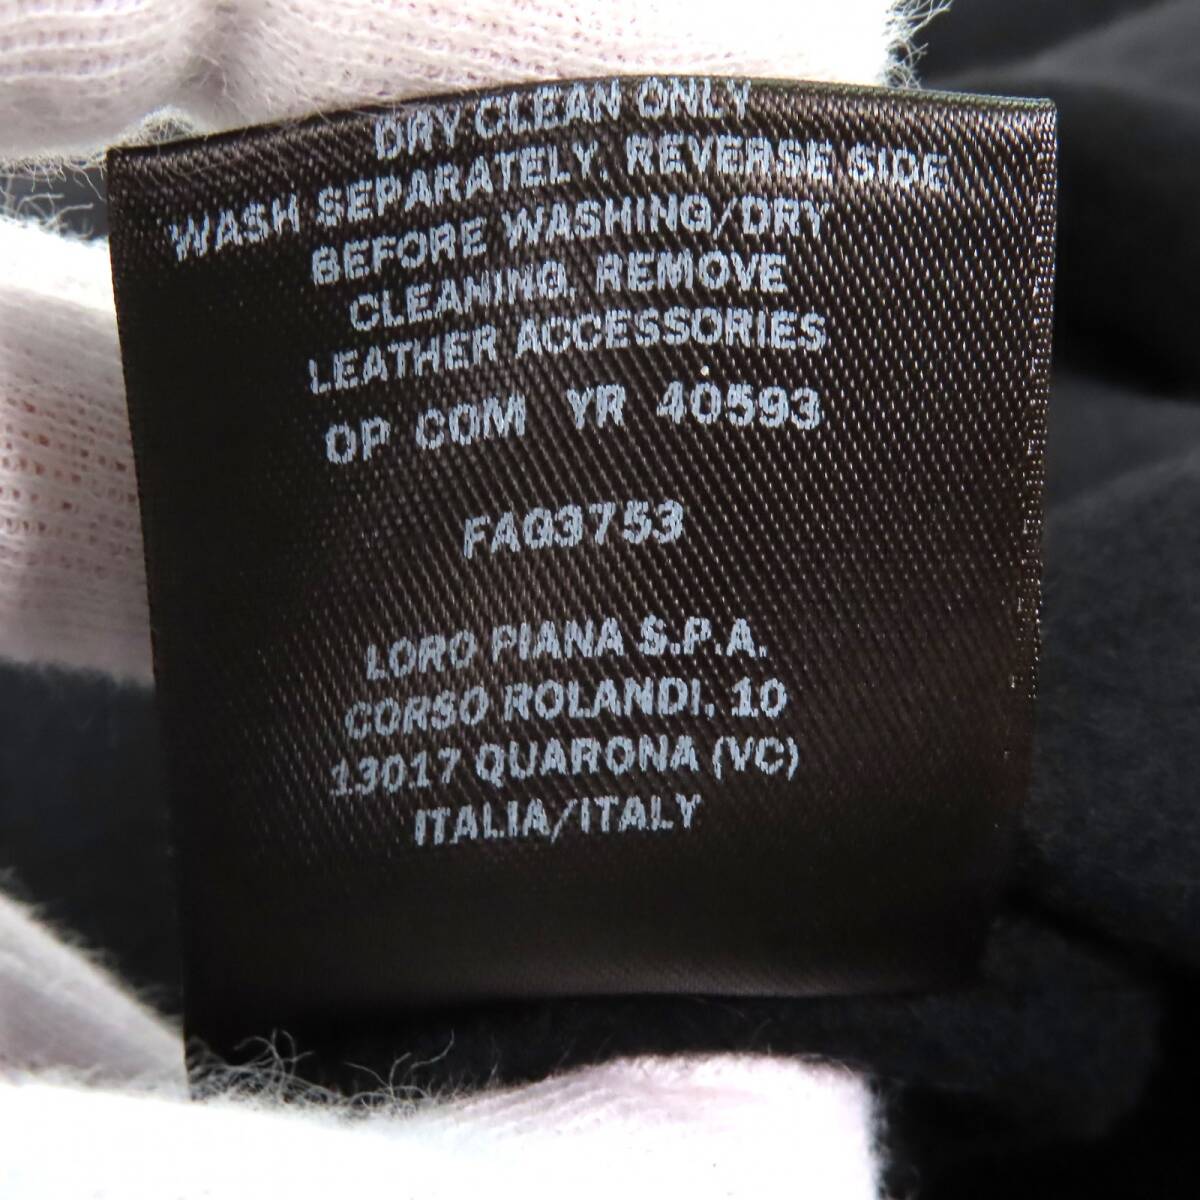 DRY CLEAN ONLY
WASH SEPARATELY, REVERSE SIDE
BEFORE WASHING/DRY
CLEANING, REMOVE
LEATHER ACCESSORIES
OP COM YR 40593
FAG3753
LORO PIANA S.P.A.
CORSO ROLANDI, 10
13017 QUARONA (VC)
ITALIA/ITALY